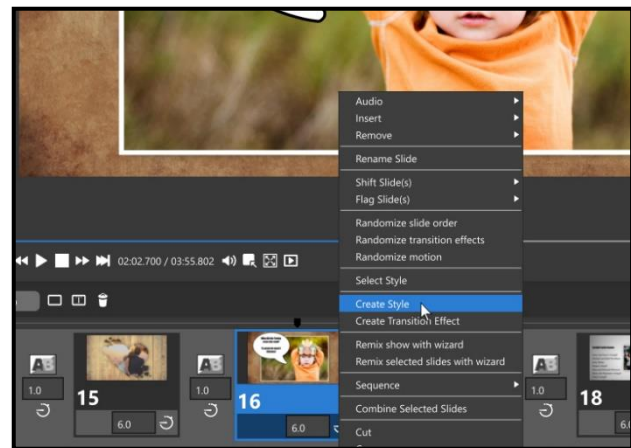 Audio
Insert
Remove
Rename Slide
Shift Slide(s)
Flag Slide(s)
Randomize slide order
Randomize transition effects
Randomize motion
02:02.700 / 03:55.802
Select Style
Create Style
Create Transition Effect
Remix show with wizard
Remix selected slides with wizard
Sequence
Combine Selected Slides
Cut
AB
1.0
15
6.0
AB
1.0
16
6.0
1.0
18